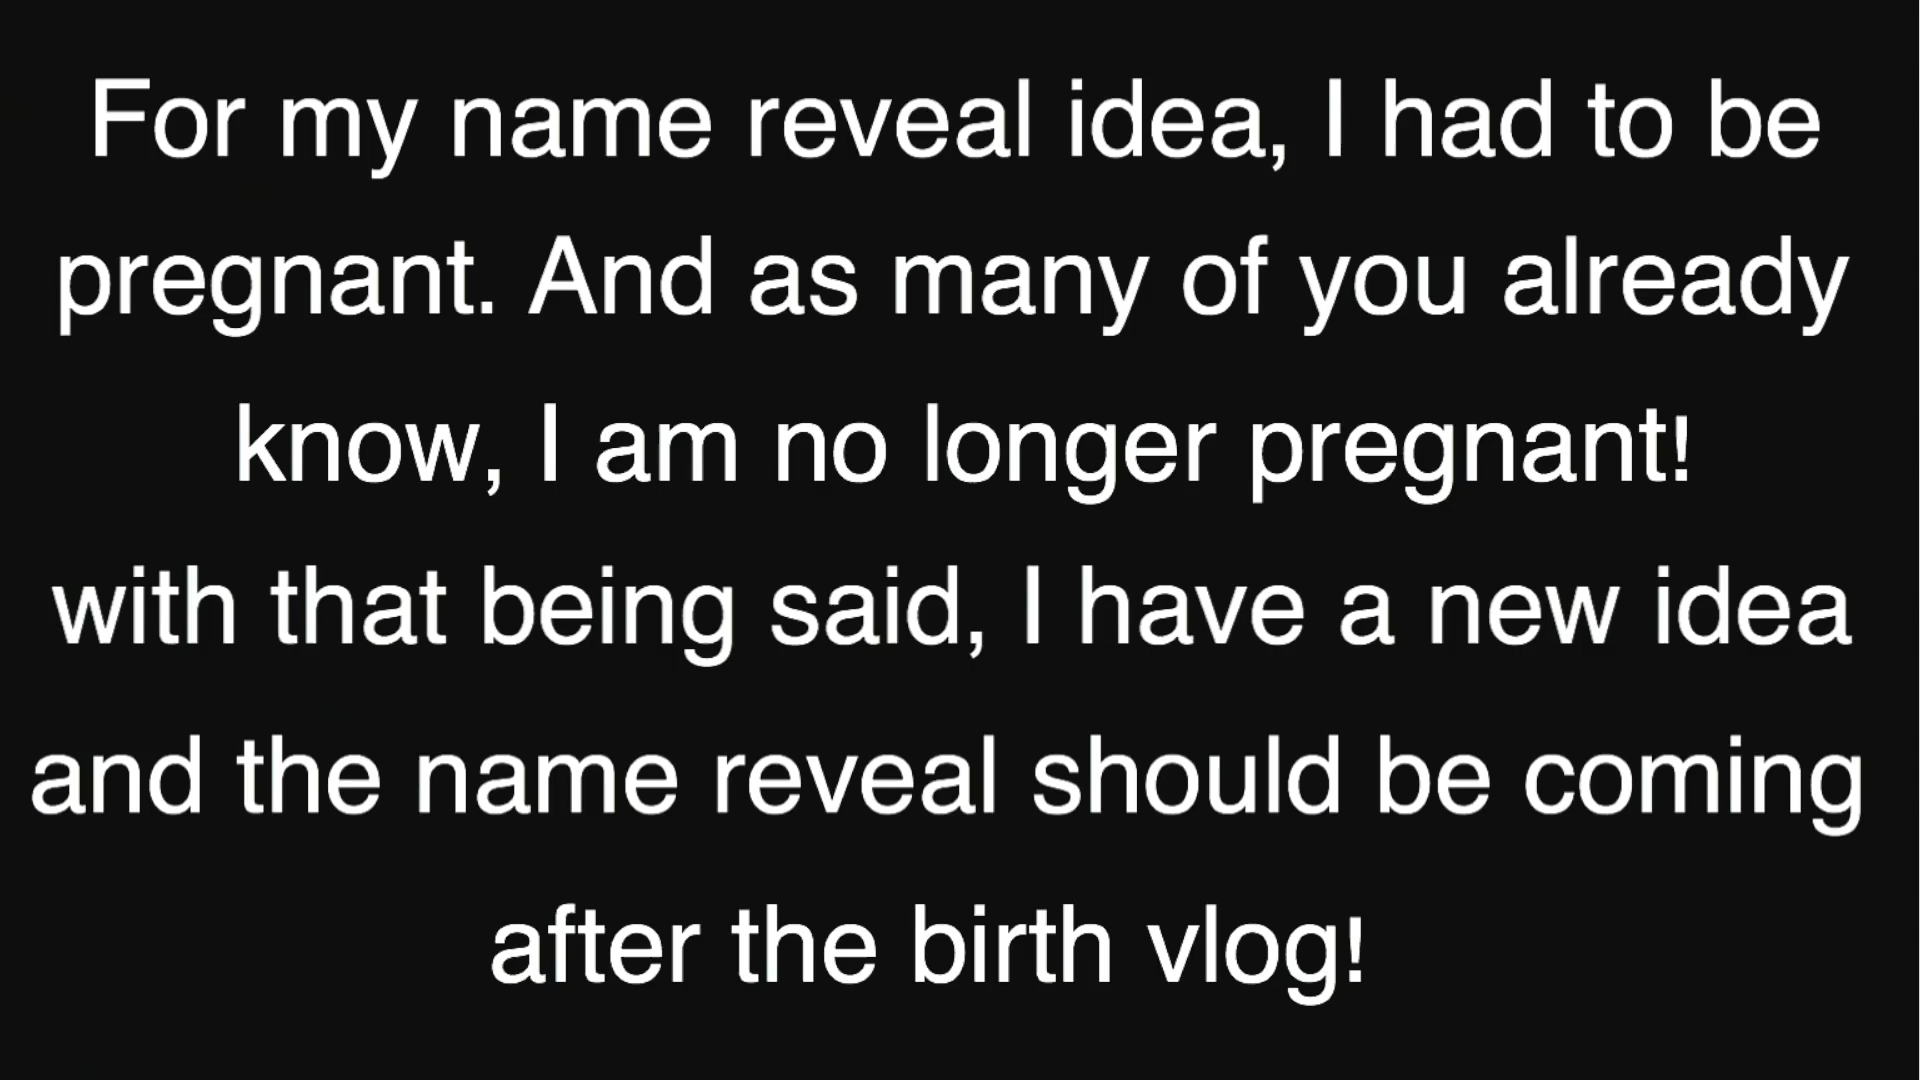 For my name reveal idea, I had to be
pregnant. And as many of you already
know, I am no longer pregnant!
with that being said, I have a new idea
and the name reveal should be coming
after the birth vlog!